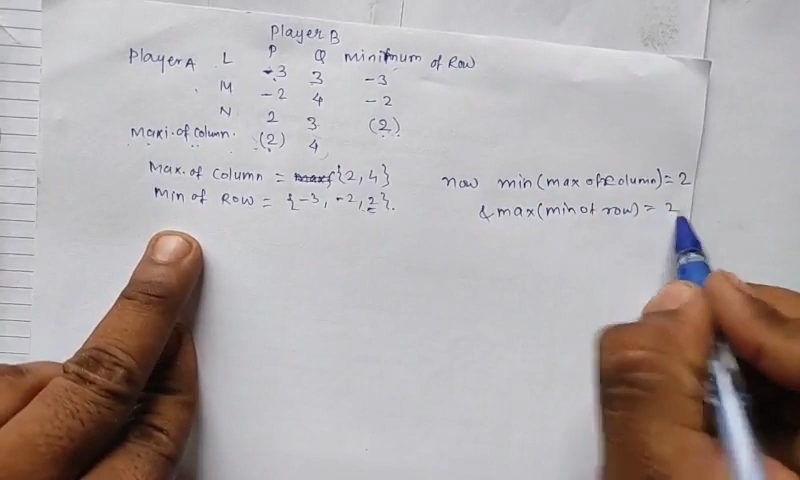 Player B
Player A L P Q Minimum of Row
-3 3 -3
M -2 4 -2
N 2 3 (2)
Maxi. of Column. (2) 4
Max. of Column = {2, 4}
Min of Row = {-3, -2, 2}.
Now min(max of column) = 2
& max(min of row) = 2